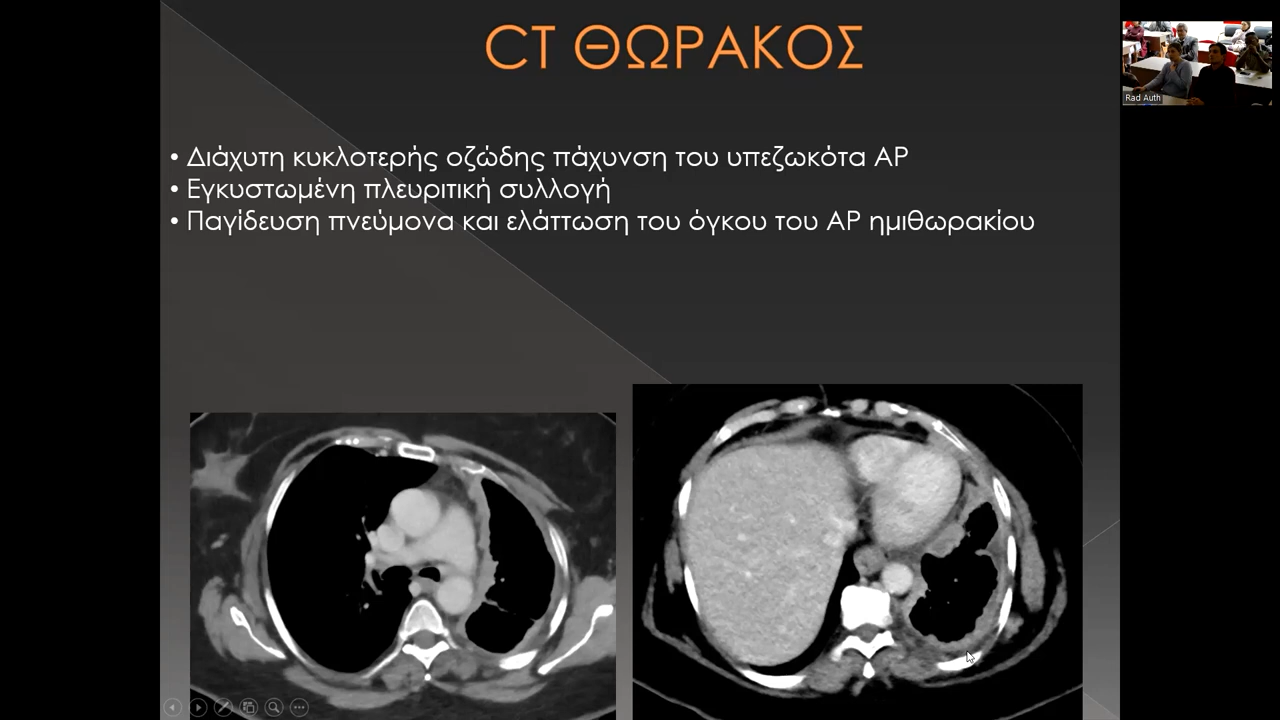 CT ΘΩΡΑΚΟΣ
• Διάχυτη κυκλοτερής οζώδης πάχυνση του υπεζωκότα ΑΡ
• Εγκυστωμένη πλευριτική συλλογή
• Παγίδευση πνεύμονα και ελάττωση του όγκου του ΑΡ ημιθωρακίου
Rad Auth